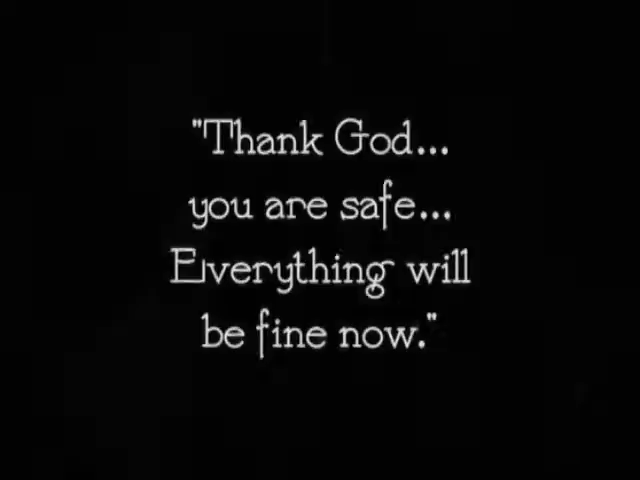 "Thank God...
you are safe...
Everything will
be fine now."